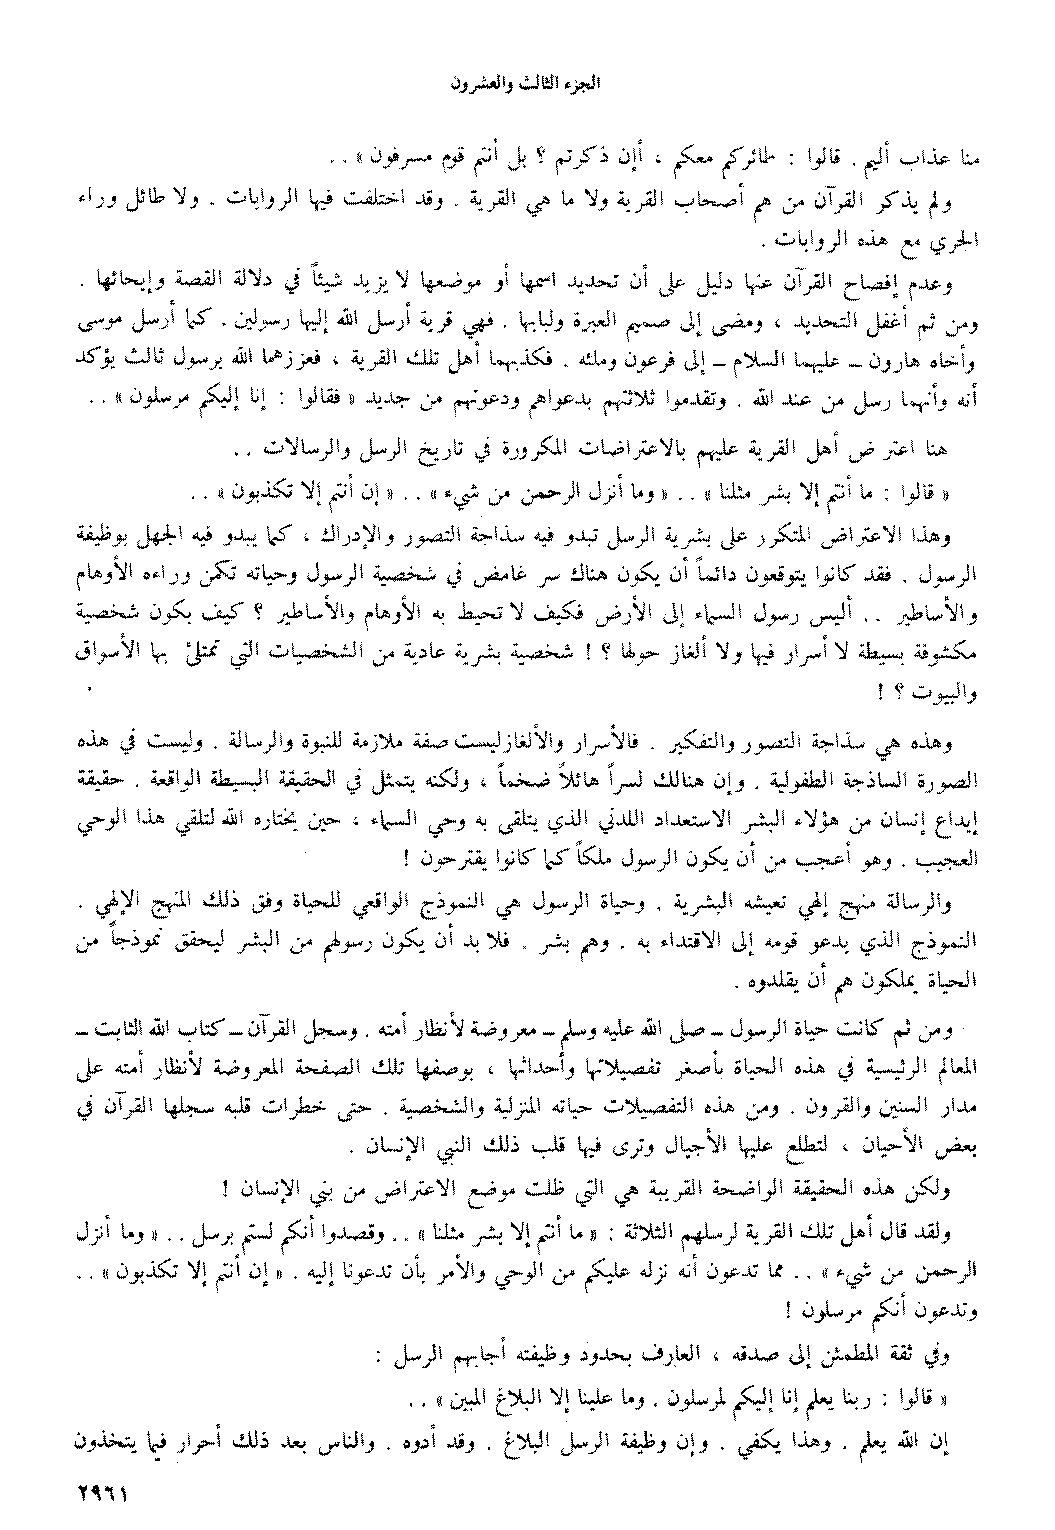 الجزء الثالث والعشرون
منا عذاب أليم . قالوا : طائركم معكم ، أإن ذكرتم ؟ بل أنتم قوم مسرفون » . .
ولم يذكر القرآن من هم أصحاب القرية ولا ما هي القرية . وقد اختلفت فيها الروايات . ولا طائل وراء
الجري مع هذه الروايات .
وعدم إفصاح القرآن عنها دليل على أن تحديد اسمها أو موضعها لا يزيد شيئاً في دلالة القصة وإيحائها .
ومن ثم أغفل التحديد ، ومضى إلى صميم العبرة ولبابها . فهي قرية أرسل الله إليها رسولين . كما أرسل موسى
وأخاه هارون – عليهما السلام – إلى فرعون وملئه . فكذبهما أهل تلك القرية ، فعززهما الله برسول ثالث يؤكد
أنه وأنهما رسل من عند الله . وتقدموا ثلاثتهم بدعواهم ودعوتهم من جديد « فقالوا : إنا إليكم مرسلون » . .
هنا اعترض أهل القرية عليهم بالاعتراضات المكرورة في تاريخ الرسل والرسالات . .
« قالوا : ما أنتم إلا بشر مثلنا » . . « وما أنزل الرحمن من شيء » . . « إن أنتم إلا تكذبون » . .
وهذا الاعتراض المتكرر على بشرية الرسل تبدو فيه سذاجة التصور والإدراك ، كما يبدو فيه الجهل بوظيفة
الرسول . فقد كانوا يتوقعون دائماً أن يكون هناك سر غامض في شخصية الرسول وحياته تكمن وراءه الأوهام
والأساطير . . أليس رسول السماء إلى الأرض فكيف لا تحيط به الأوهام والأساطير ؟ كيف يكون شخصية
مكشوفة بسيطة لا أسرار فيها ولا ألغاز حولها ؟ ! شخصية بشرية عادية من الشخصيات التي تمتلئ بها الأسواق
والبيوت ؟ !
وهذه هي سذاجة التصور والتفكير . فالأسرار والألغاز ليست صفة ملازمة للنبوة والرسالة . وليست في هذه
الصورة الساذجة الطفولية . وإن هنالك لسراً هائلاً ضخماً ، ولكنه يتمثل في الحقيقة البسيطة الواقعة . حقيقة
إيداع إنسان من هؤلاء البشر الاستعداد اللدني الذي يتلقى به وحي السماء ، حين يختاره الله لتلقي هذا الوحي
العجيب . وهو أعجب من أن يكون الرسول ملكاً كما كانوا يقترحون !
والرسالة منهج إلهي تعيشه البشرية . وحياة الرسول هي النموذج الواقعي للحياة وفق ذلك المنهج الإلهي .
النموذج الذي يدعو قومه إلى الاقتداء به . وهم بشر . فلا بد أن يكون رسولهم من البشر ليحقق نموذجاً من
الحياة يملكون هم أن يقلدوه .
ومن ثم كانت حياة الرسول – صلى الله عليه وسلم – معروضة لأنظار أمته . وسجل القرآن – كتاب الله الثابت –
المعالم الرئيسية في هذه الحياة بأصغر تفصيلاتها وأحداثها ، بوصفها تلك الصفحة المعروضة لأنظار أمته على
مدار السنين والقرون . ومن هذه التفصيلات حياته المنزلية والشخصية . حتى خطرات قلبه سجلها القرآن في
بعض الأحيان ، لتطلع عليها الأجيال وترى فيها قلب ذلك النبي الإنسان .
ولكن هذه الحقيقة الواضحة القريبة هي التي ظلت موضع الاعتراض من بني الإنسان !
ولقد قال أهل تلك القرية لرسلهم الثلاثة : « ما أنتم إلا بشر مثلنا » . . وقصدوا أنكم لستم برسل . . « وما أنزل
الرحمن من شيء » . . مما تدعون أنه نزله عليكم من الوحي والأمر بأن تدعونا إليه . « إن أنتم إلا تكذبون » . .
وتدعون أنكم مرسلون !
وفي ثقة المطمئن إلى صدقه ، العارف بحدود وظيفته أجابهم الرسل :
« قالوا : ربنا يعلم إنا إليكم لمرسلون . وما علينا إلا البلاغ المبين » . .
إن الله يعلم . وهذا يكفي . وإن وظيفة الرسل البلاغ . وقد أدوه . والناس بعد ذلك أحرار فيما يتخذون
٢٩٦١